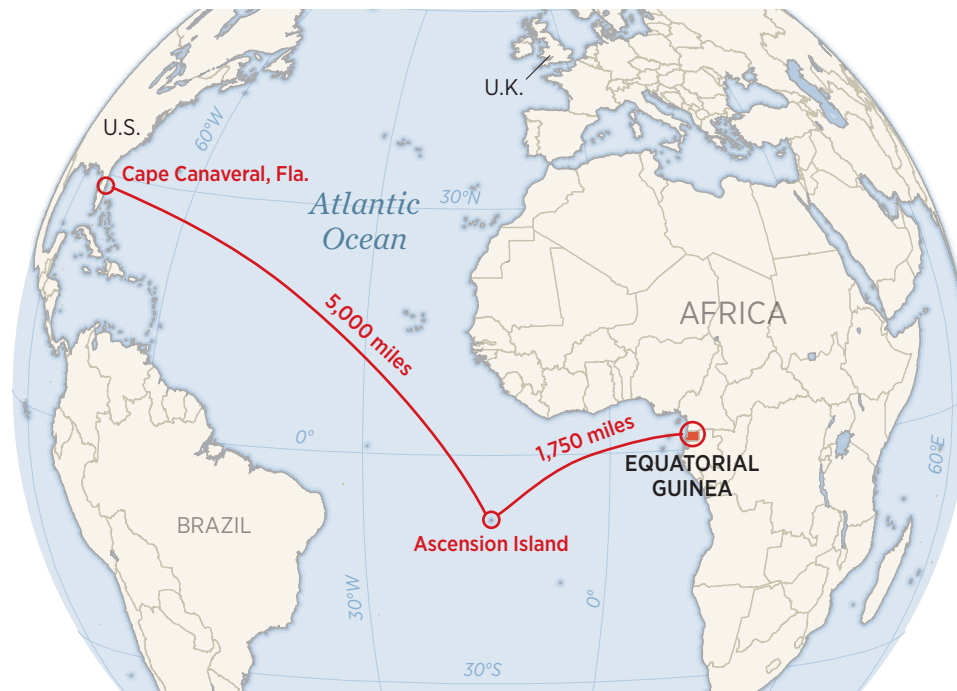 U.K.
U.S.
60°W
Cape Canaveral, Fla.
30°N
Atlantic
Ocean
5,000 miles
AFRICA
0°
1,750 miles
60°E
EQUATORIAL
GUINEA
BRAZIL
Ascension Island
30°W
0°
30°S